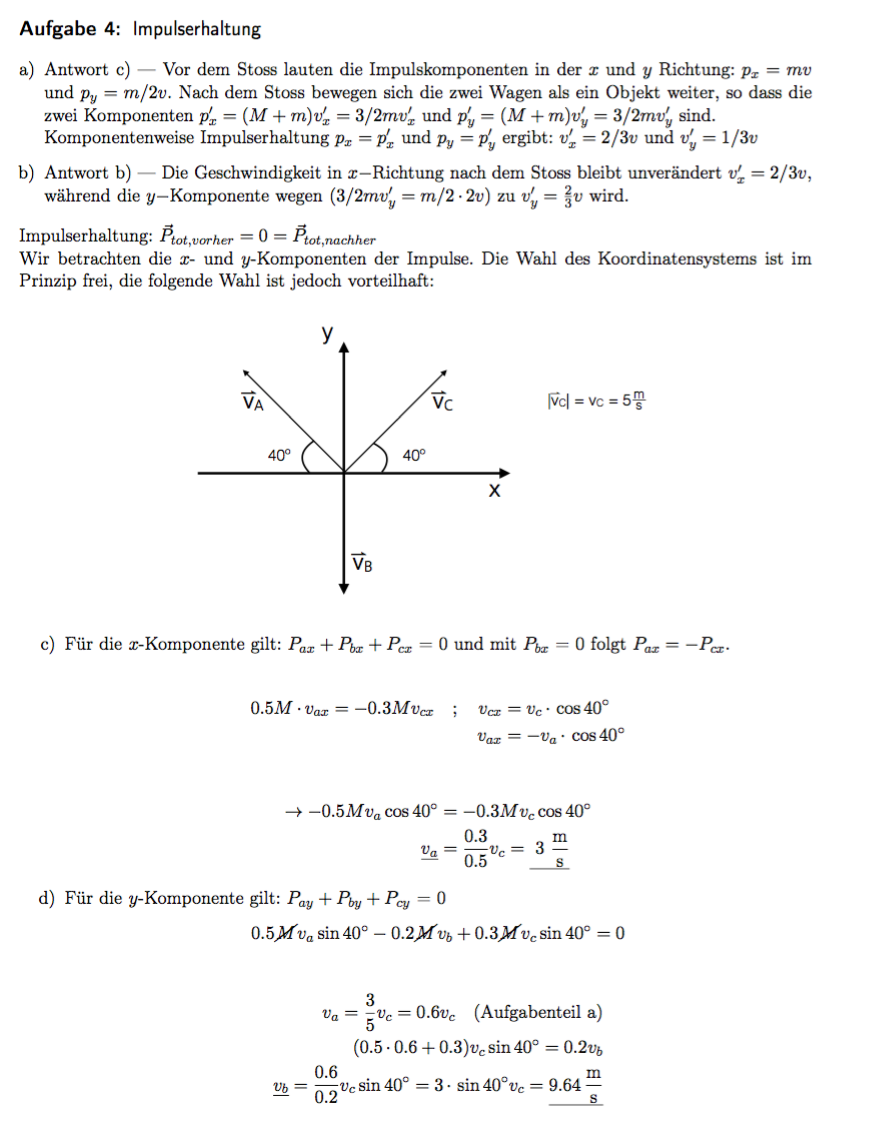 Aufgabe 4: Impulserhaltung
a) Antwort c) — Vor dem Stoss lauten die Impulskomponenten in der x und y Richtung: pₓ = mv
und p_y = m/2v. Nach dem Stoss bewegen sich die zwei Wagen als ein Objekt weiter, so dass die
zwei Komponenten p′ₓ = (M + m)v′ₓ = 3/2mv′ₓ und p′_y = (M + m)v′_y = 3/2mv′_y sind.
Komponentenweise Impulserhaltung pₓ = p′ₓ und p_y = p′_y ergibt: v′ₓ = 2/3v und v′_y = 1/3v
b) Antwort b) — Die Geschwindigkeit in x−Richtung nach dem Stoss bleibt unverändert v′ₓ = 2/3v,
während die y−Komponente wegen (3/2mv′_y = m/2 · 2v) zu v′_y = 2/3 v wird.
Impulserhaltung: P⃗_tot,vorher = 0 = P⃗_tot,nachher
Wir betrachten die x- und y-Komponenten der Impulse. Die Wahl des Koordinatensystems ist im
Prinzip frei, die folgende Wahl ist jedoch vorteilhaft:
y
v⃗_A v⃗_C |v⃗c| = vc = 5 m/s
40° 40°
x
v⃗_B
c) Für die x-Komponente gilt: P_ax + P_bx + P_cx = 0 und mit P_bx = 0 folgt P_ax = −P_cx.
0.5M · v_ax = −0.3Mv_cx ; v_cx = v_c · cos 40°
v_ax = −v_a · cos 40°
→ −0.5Mv_a cos 40° = −0.3Mv_c cos 40°
v_a = 0.3/0.5 v_c = 3 m/s
d) Für die y-Komponente gilt: P_ay + P_by + P_cy = 0
0.5Mv_a sin 40° − 0.2Mv_b + 0.3Mv_c sin 40° = 0
v_a = 3/5 v_c = 0.6v_c (Aufgabenteil a)
(0.5 · 0.6 + 0.3)v_c sin 40° = 0.2v_b
v_b = 0.6/0.2 v_c sin 40° = 3 · sin 40°v_c = 9.64 m/s